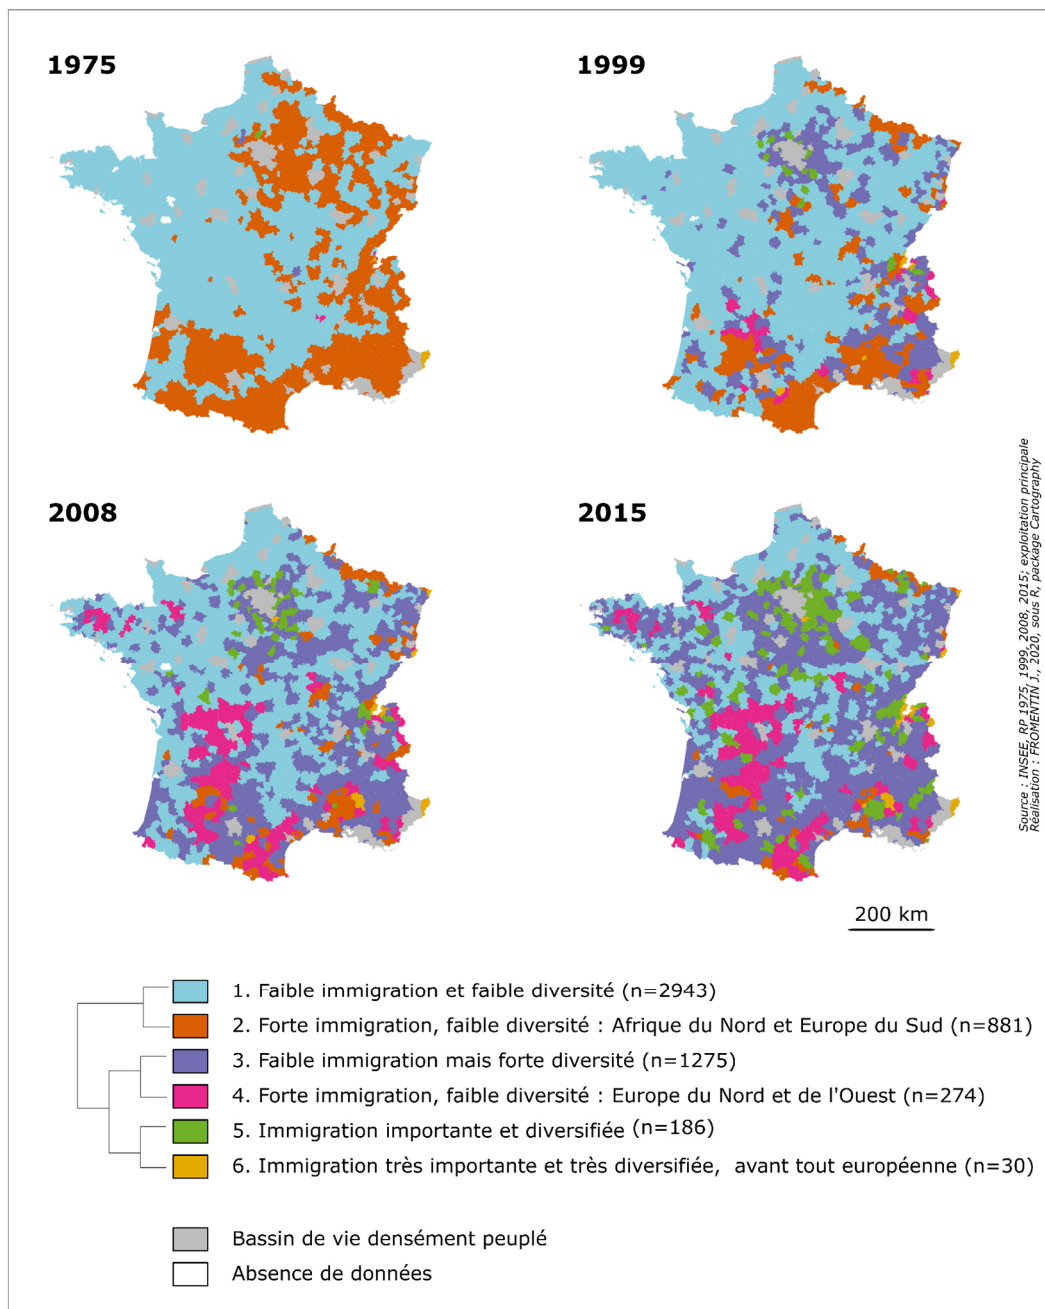 1975
1999
2008
2015
Source : INSEE, RP 1975, 1999, 2008, 2015; exploitation principale
Réalisation : FROMENTIN J., 2020, sous R, package Cartography
200 km
1. Faible immigration et faible diversité (n=2943)
2. Forte immigration, faible diversité : Afrique du Nord et Europe du Sud (n=881)
3. Faible immigration mais forte diversité (n=1275)
4. Forte immigration, faible diversité : Europe du Nord et de l'Ouest (n=274)
5. Immigration importante et diversifiée (n=186)
6. Immigration très importante et très diversifiée, avant tout européenne (n=30)
Bassin de vie densément peuplé
Absence de données